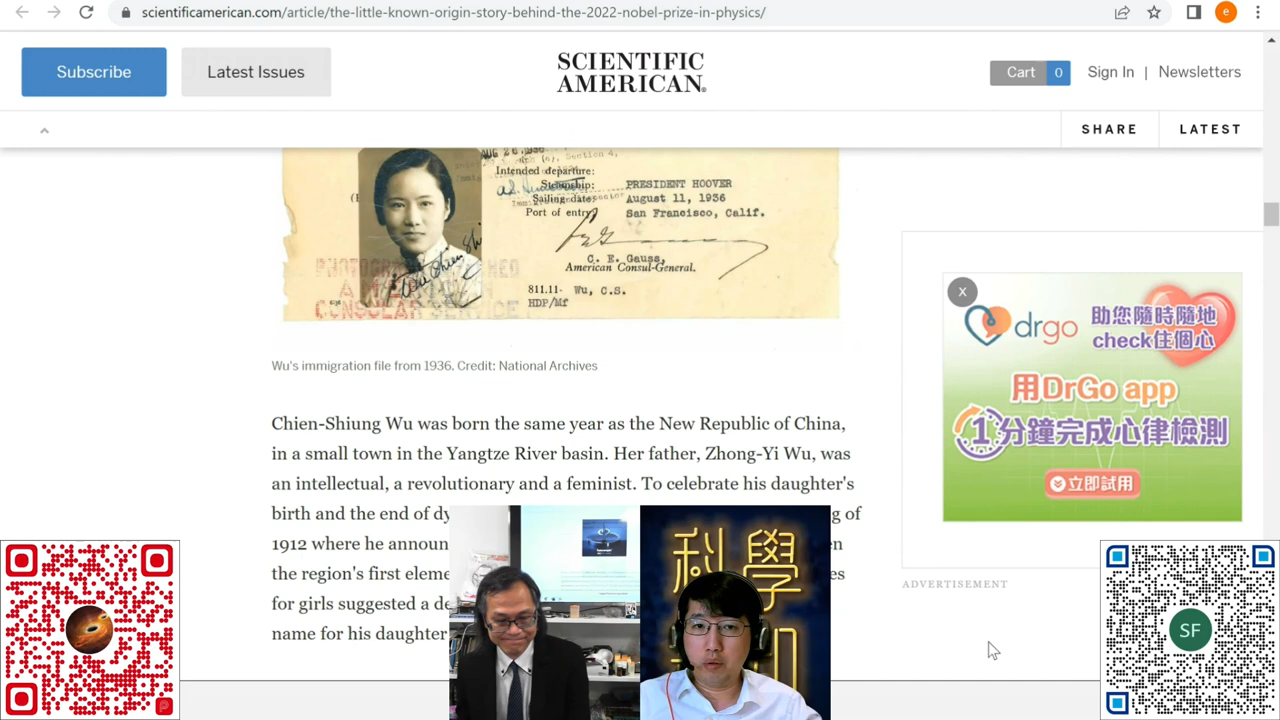 scientificamerican.com/article/the-little-known-origin-story-behind-the-2022-nobel-prize-in-physics/
e
Subscribe
Latest Issues
SCIENTIFIC
AMERICAN®
Cart 0
Sign In | Newsletters
SHARE
LATEST
Intended departure:
Steamship: PRESIDENT HOOVER
Sailing date: August 11, 1936
Port of entry San Francisco, Calif.
C. E. Gauss,
American Consul-General.
811.11- Wu, C.S.
HDP/Mf
Wu's immigration file from 1936. Credit: National Archives
Chien-Shiung Wu was born the same year as the New Republic of China,
in a small town in the Yangtze River basin. Her father, Zhong-Yi Wu, was
an intellectual, a revolutionary and a feminist. To celebrate his daughter's
birth and the end of dy g of
1912 where he announ en
the region's first eleme es
for girls suggested a de
name for his daughter
X
drgo
助您隨時隨地
check住個心
用DrGo app
1分鐘完成心律檢測
立即試用
ADVERTISEMENT
科學
SF